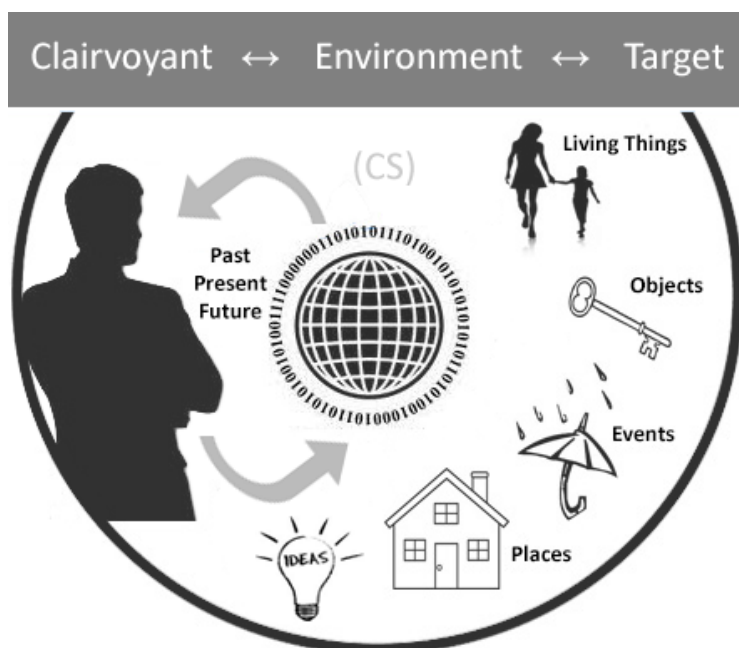 Clairvoyant ↔ Environment ↔ Target
(CS)
Living Things
Past
Present
Future
Objects
Events
Places
IDEAS